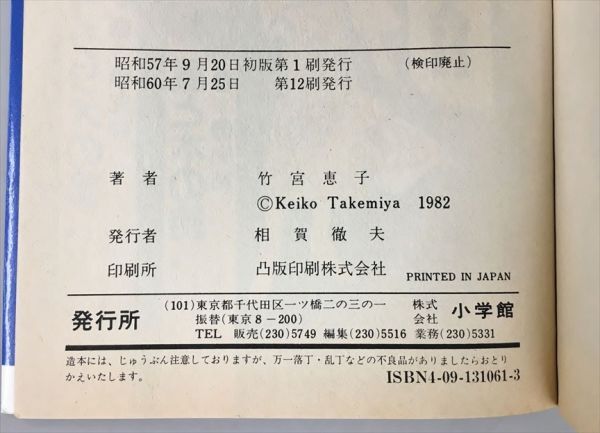 昭和57年9月20日初版第1刷発行 (検印廃止)
昭和60年7月25日 第12刷発行
著者 竹宮恵子
©Keiko Takemiya 1982
発行者 相賀徹夫
印刷所 凸版印刷株式会社 PRINTED IN JAPAN
発行所 (101)東京都千代田区一ツ橋二の三の一 株式会社 小学館
振替(東京8-200)
TEL 販売(230)5749 編集(230)5516 業務(230)5331
造本には、じゅうぶん注意しておりますが、万一落丁・乱丁などの不良品がありましたらおとり
かえいたします。
ISBN4-09-131061-3